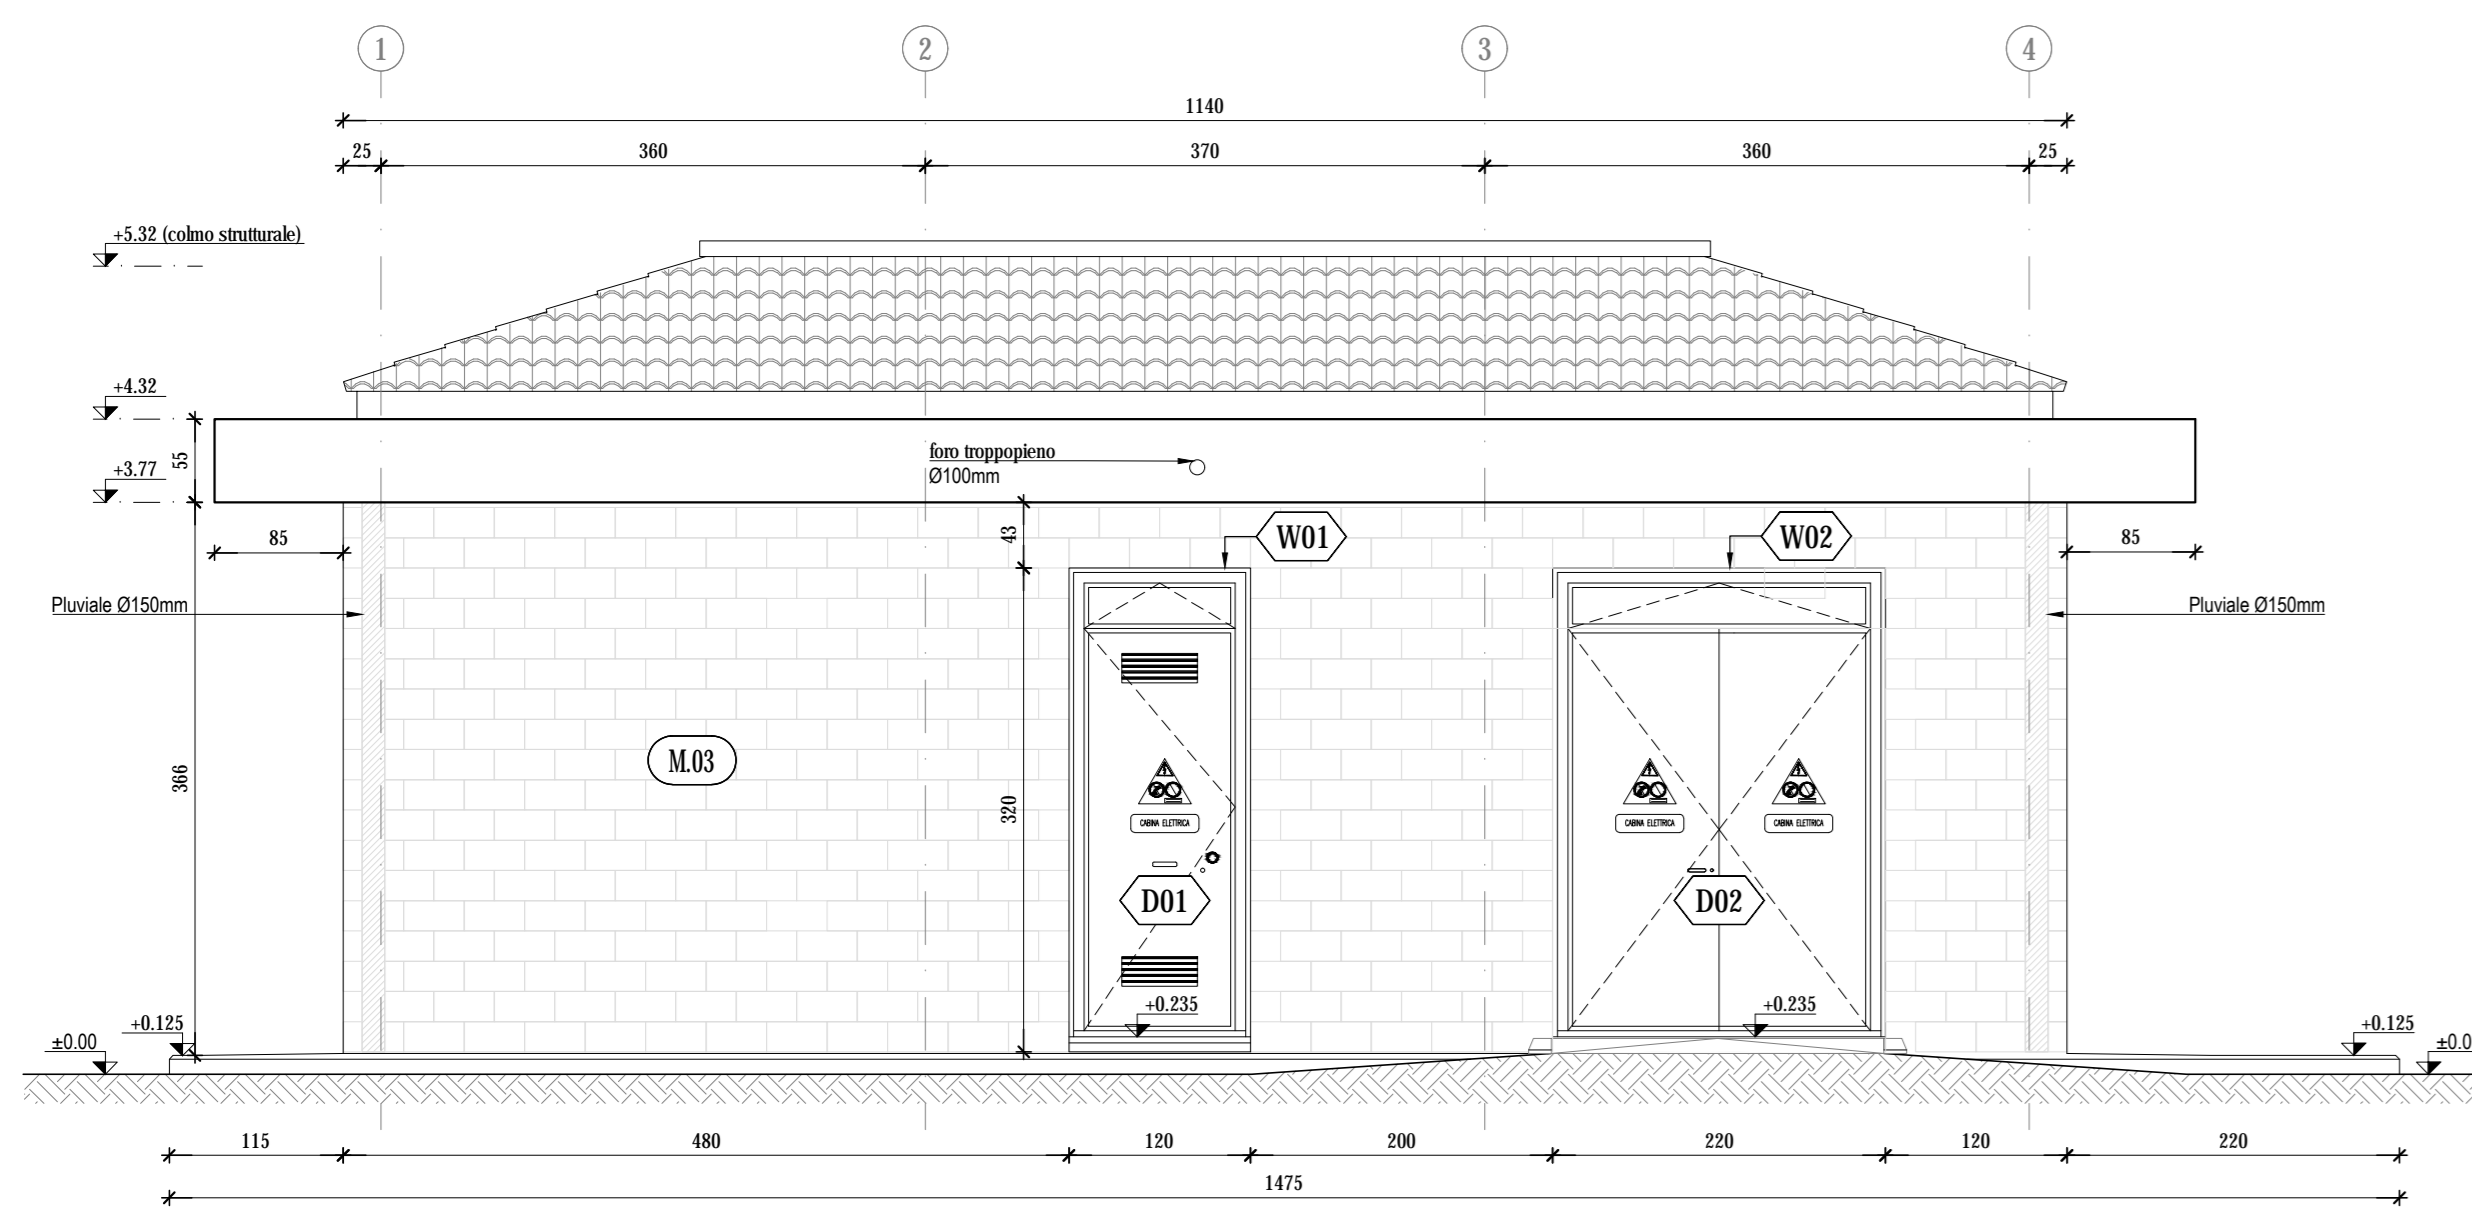 1 2 3 4
1140
25 360 370 360 25
+5.32 (colmo strutturale)
+4.32
55
+3.77
foro troppopieno
Ø100mm
85
43
W01
W02
85
Pluviale Ø150mm
Pluviale Ø150mm
M.03
366
320
CABINA ELETTRICA
CABINA ELETTRICA
CABINA ELETTRICA
D01
D02
+0.235
+0.235
+0.125
±0.00
+0.125
±0.0
115 480 120 200 220 120 220
1475